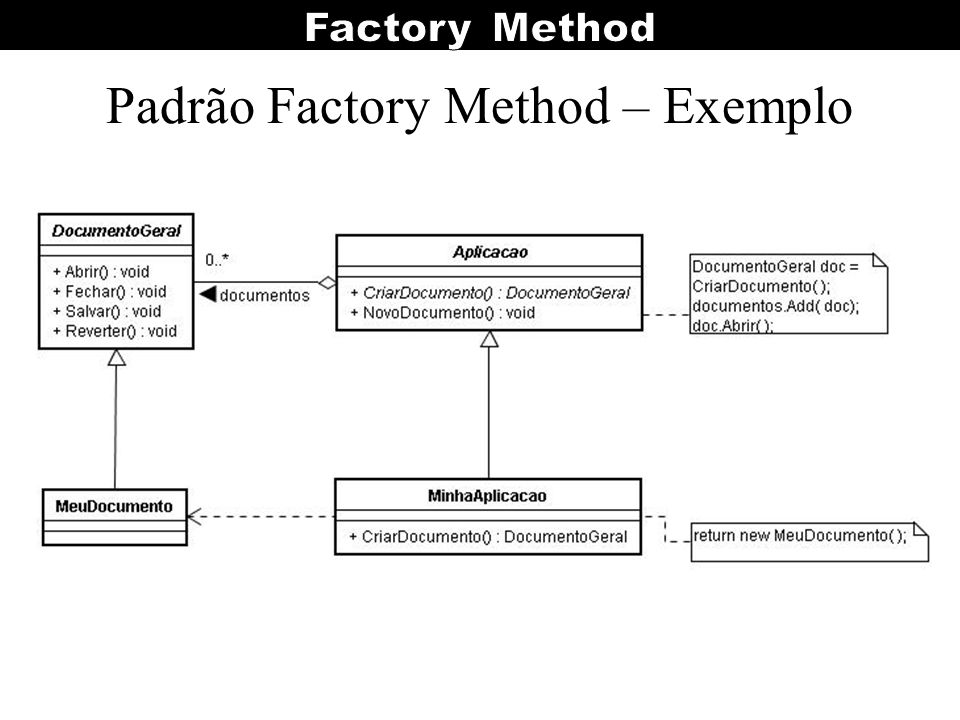 Factory Method
Padrão Factory Method – Exemplo
DocumentoGeral
+ Abrir() : void
+ Fechar() : void
+ Salvar() : void
+ Reverter() : void
0..*
documentos
Aplicacao
+ CriarDocumento() : DocumentoGeral
+ NovoDocumento() : void
DocumentoGeral doc =
CriarDocumento( );
documentos.Add( doc);
doc.Abrir( );
MeuDocumento
MinhaAplicacao
+ CriarDocumento() : DocumentoGeral
return new MeuDocumento( );